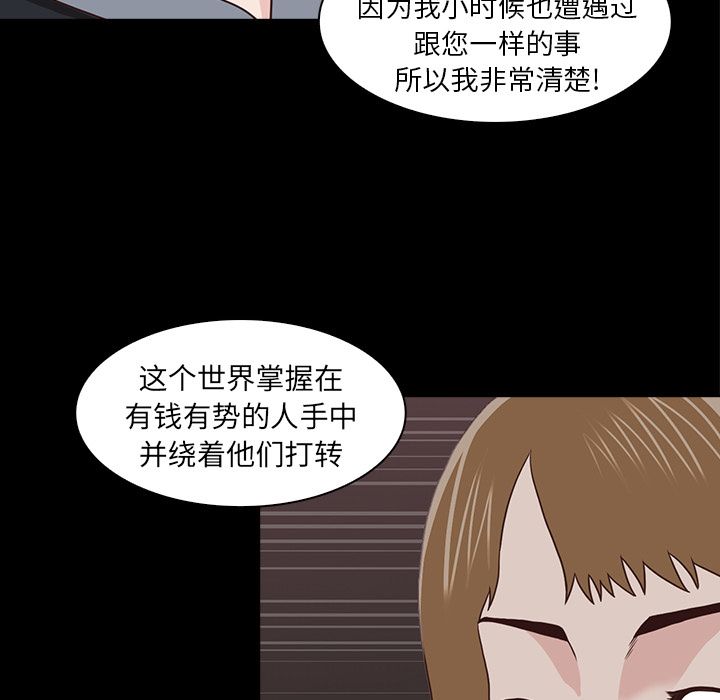 因为我小时候也遭遇过
跟您一样的事
所以我非常清楚!
这个世界掌握在
有钱有势的人手中
并绕着他们打转